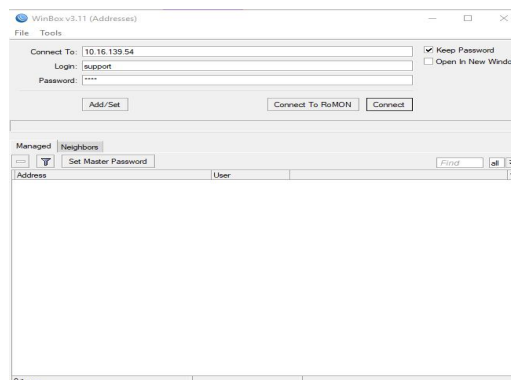 WinBox v3.11 (Addresses)
File Tools
Connect To: 10.16.139.54
Keep Password
Login: support
Open In New
Password: ****
Add/Set Connect To RoMON Connect
Managed Neighbors
Set Master Password Find all
Address User